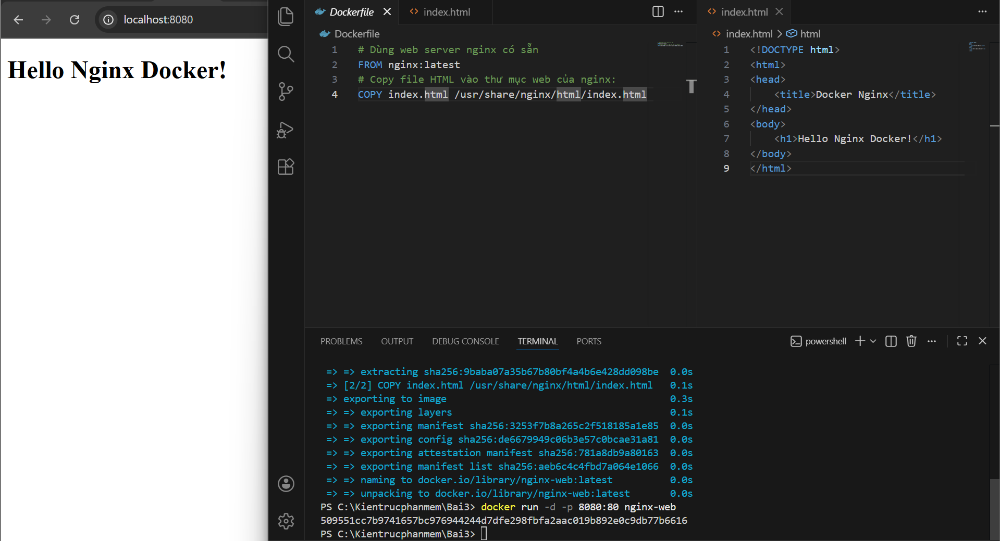 localhost:8080
Hello Nginx Docker!
Dockerfile
index.html
Dockerfile
1 # Dùng web server nginx có sẵn
2 FROM nginx:latest
3 # Copy file HTML vào thư mục web của nginx:
4 COPY index.html /usr/share/nginx/html/index.html
index.html
index.html > html
1 <!DOCTYPE html>
2 <html>
3 <head>
4 <title>Docker Nginx</title>
5 </head>
6 <body>
7 <h1>Hello Nginx Docker!</h1>
8 </body>
9 </html>
PROBLEMS OUTPUT DEBUG CONSOLE TERMINAL PORTS
powershell
=> => extracting sha256:9baba07a35b67b80bf4a4b6e428dd098be 0.0s
=> [2/2] COPY index.html /usr/share/nginx/html/index.html 0.1s
=> exporting to image 0.3s
=> => exporting layers 0.1s
=> => exporting manifest sha256:3253f7b8a265c2f518185a1e85 0.0s
=> => exporting config sha256:de6679949c06b3e57c0bcae31a81 0.0s
=> => exporting attestation manifest sha256:781a8db9a80163 0.0s
=> => exporting manifest list sha256:aeb6c4c4fbd7a064e1066 0.0s
=> => naming to docker.io/library/nginx-web:latest 0.0s
=> => unpacking to docker.io/library/nginx-web:latest 0.0s
PS C:\Kientrucphanmem\Bai3> docker run -d -p 8080:80 nginx-web
509551cc7b9741657bc976944244d7dfe298fbfa2aac019b892e0c9db77b6616
PS C:\Kientrucphanmem\Bai3>